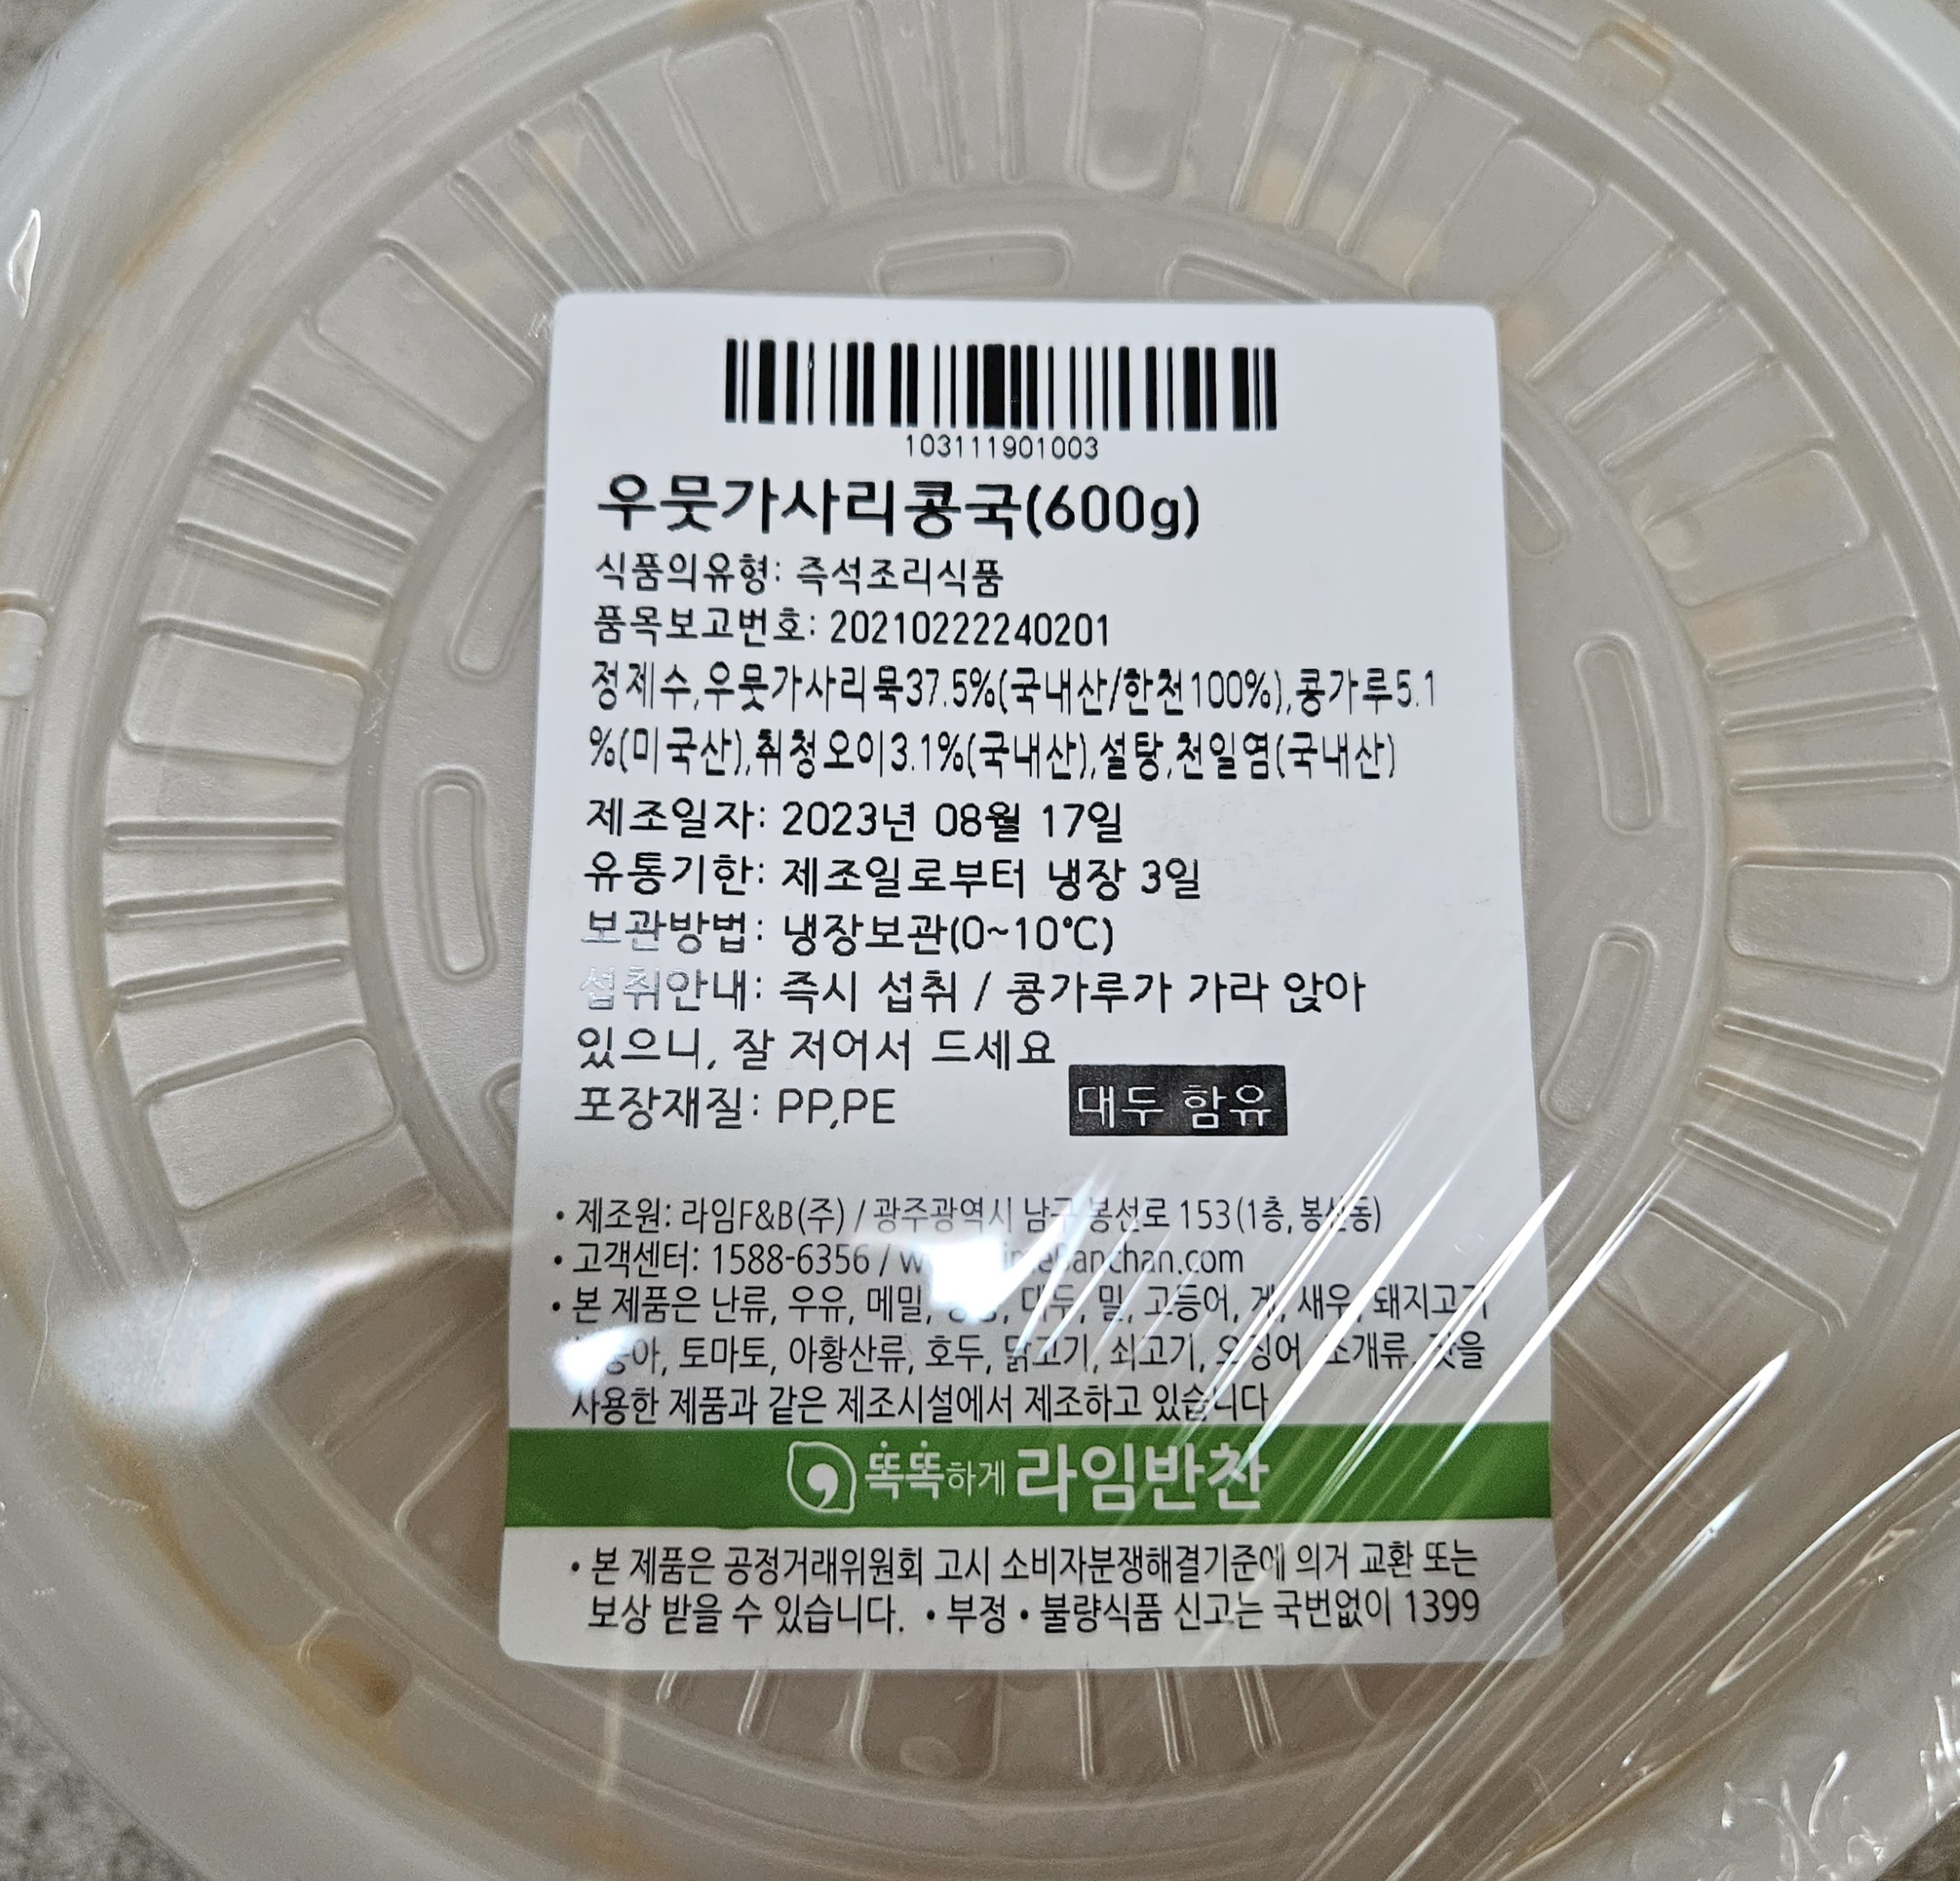 103111901003
우뭇가사리콩국(600g)
식품의유형: 즉석조리식품
품목보고번호: 20210222240201
정제수,우뭇가사리묵37.5%(국내산/한천100%),콩가루5.1
%(미국산),취청오이3.1%(국내산),설탕,천일염(국내산)
제조일자: 2023년 08월 17일
유통기한: 제조일로부터 냉장 3일
보관방법: 냉장보관(0~10℃)
섭취안내: 즉시 섭취 / 콩가루가 가라 앉아
있으니, 잘 저어서 드세요
포장재질: PP,PE
대두 함유
• 제조원: 라임F&B(주) / 광주광역시 남구 봉선로 153(1층, 봉선동)
• 고객센터: 1588-6356 /
• 본 제품은 난류, 우유, 메밀, 대두, 밀, 고등어, 게, 새우, 돼지고기
토마토, 아황산류, 호두, 닭고기, 쇠고기, 오징어, 조개류, 잣을
사용한 제품과 같은 제조시설에서 제조하고 있습니다
똑똑하게 라임반찬
• 본 제품은 공정거래위원회 고시 소비자분쟁해결기준에 의거 교환 또는
보상 받을 수 있습니다. • 부정 • 불량식품 신고는 국번없이 1399